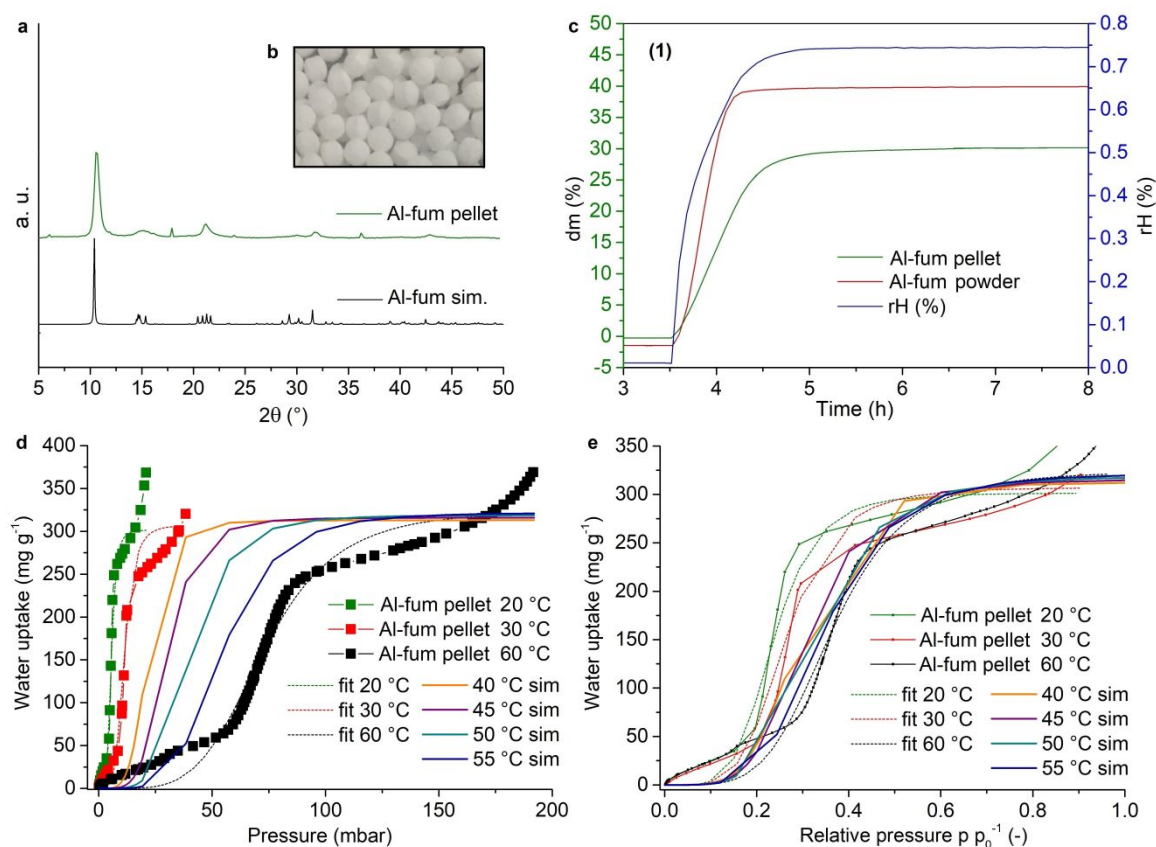 a
b
a. u.
Al-fum pellet
Al-fum sim.
5 10 15 20 25 30 35 40 45 50
2θ (°)
c
(1)
50
45
40
35
30
25
20
15
10
5
0
-5
dm (%)
0.8
0.7
0.6
0.5
0.4
0.3
0.2
0.1
0.0
rH (%)
Al-fum pellet
Al-fum powder
rH (%)
3 4 5 6 7 8
Time (h)
d
400
350
300
250
200
150
100
50
0
Water uptake (mg g⁻¹)
Al-fum pellet 20 °C
Al-fum pellet 30 °C
Al-fum pellet 60 °C
fit 20 °C 40 °C sim
fit 30 °C 45 °C sim
fit 60 °C 50 °C sim
55 °C sim
0 50 100 150 200
Pressure (mbar)
e
350
300
250
200
150
100
50
0
Water uptake (mg g⁻¹)
Al-fum pellet 20 °C
Al-fum pellet 30 °C
Al-fum pellet 60 °C
fit 20 °C 40 °C sim
fit 30 °C 45 °C sim
fit 60 °C 50 °C sim
55 °C sim
0.0 0.2 0.4 0.6 0.8 1.0
Relative pressure p p₀⁻¹ (-)